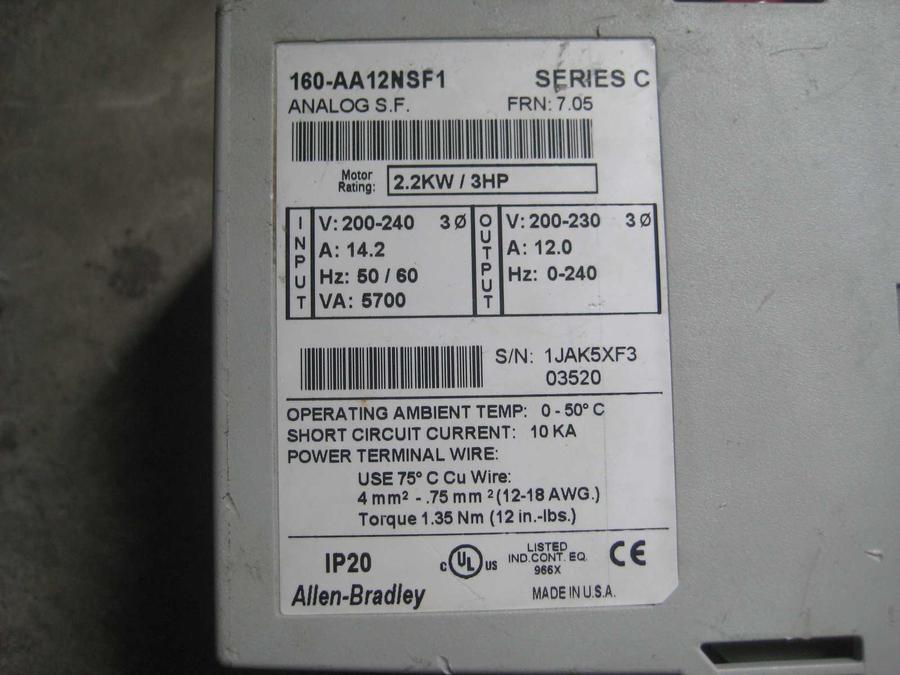 160-AA12NSF1 SERIES C
ANALOG S.F. FRN: 7.05
Motor Rating: 2.2KW / 3HP
INPUT
V: 200-240 3Ø
A: 14.2
Hz: 50 / 60
VA: 5700
OUTPUT
V: 200-230 3Ø
A: 12.0
Hz: 0-240
S/N: 1JAK5XF3
03520
OPERATING AMBIENT TEMP: 0 - 50° C
SHORT CIRCUIT CURRENT: 10 KA
POWER TERMINAL WIRE:
USE 75° C Cu Wire:
4 mm² - .75 mm² (12-18 AWG.)
Torque 1.35 Nm (12 in.-lbs.)
IP20 c UL us LISTED IND.CONT. EQ. 966X CE
Allen-Bradley MADE IN U.S.A.